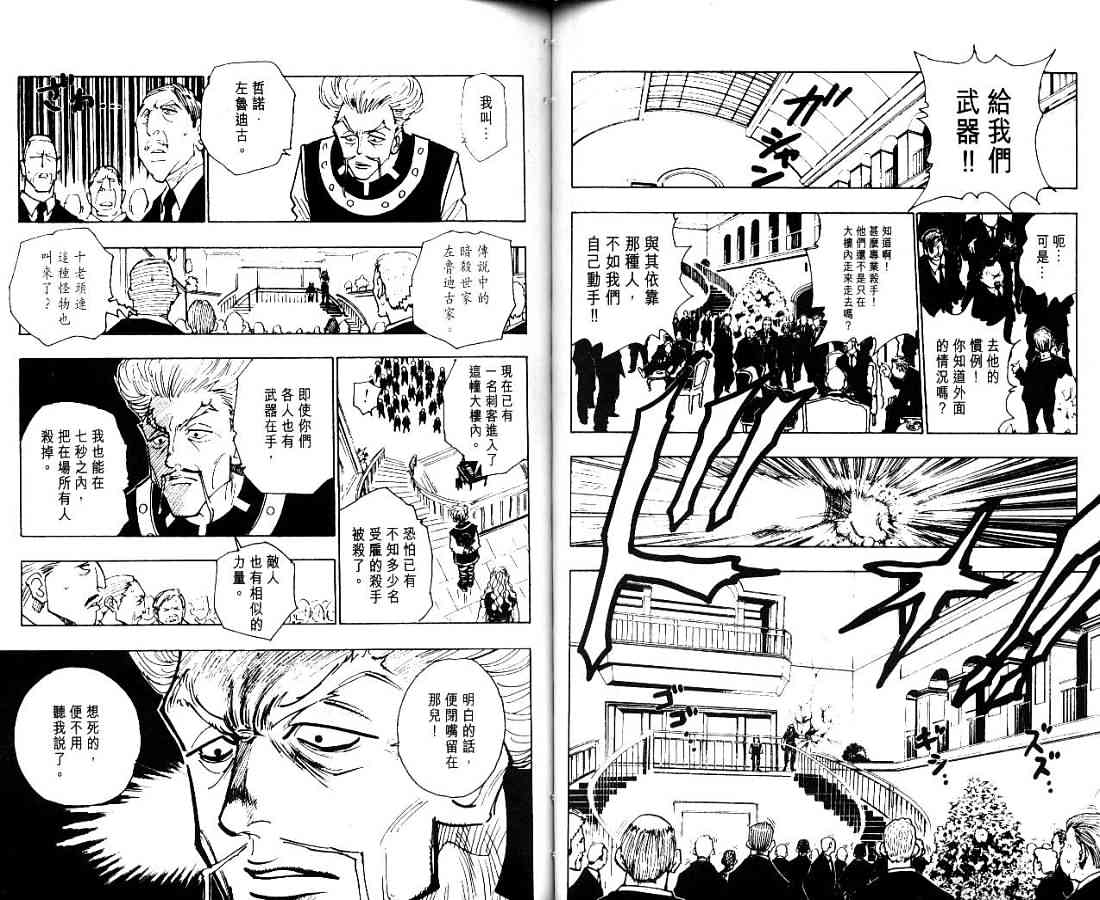 給我們
武器!!
呃…
可是…
去他的
慣例!
你知道外面
的情況嗎?
知道啊!
甚麼專業殺手!
他們還不是只在
大樓內走來走去嗎?
與其依靠
那種人，
不如我們
自己動手!!
ガシャン
ドドオオ
ゴゴ
ガシン
ズズ
我叫…
哲諾·
左魯迪古。
ざわ…
傳說中的
暗殺世家
左魯迪古家。
十老頭連
這種怪物也
叫來了?
現在已有
一名刺客進入了
這幢大樓內。
!
恐怕已有
不知多少名
受雇的殺手
被殺了。
即使你們
各人也有
武器在手，
我也能在
七秒之內，
把在場所有人
殺掉。
敵人
也有相似的
力量。
明白的話，
便閉嘴留在
那兒!
想死的，
便不用
聽我說了。